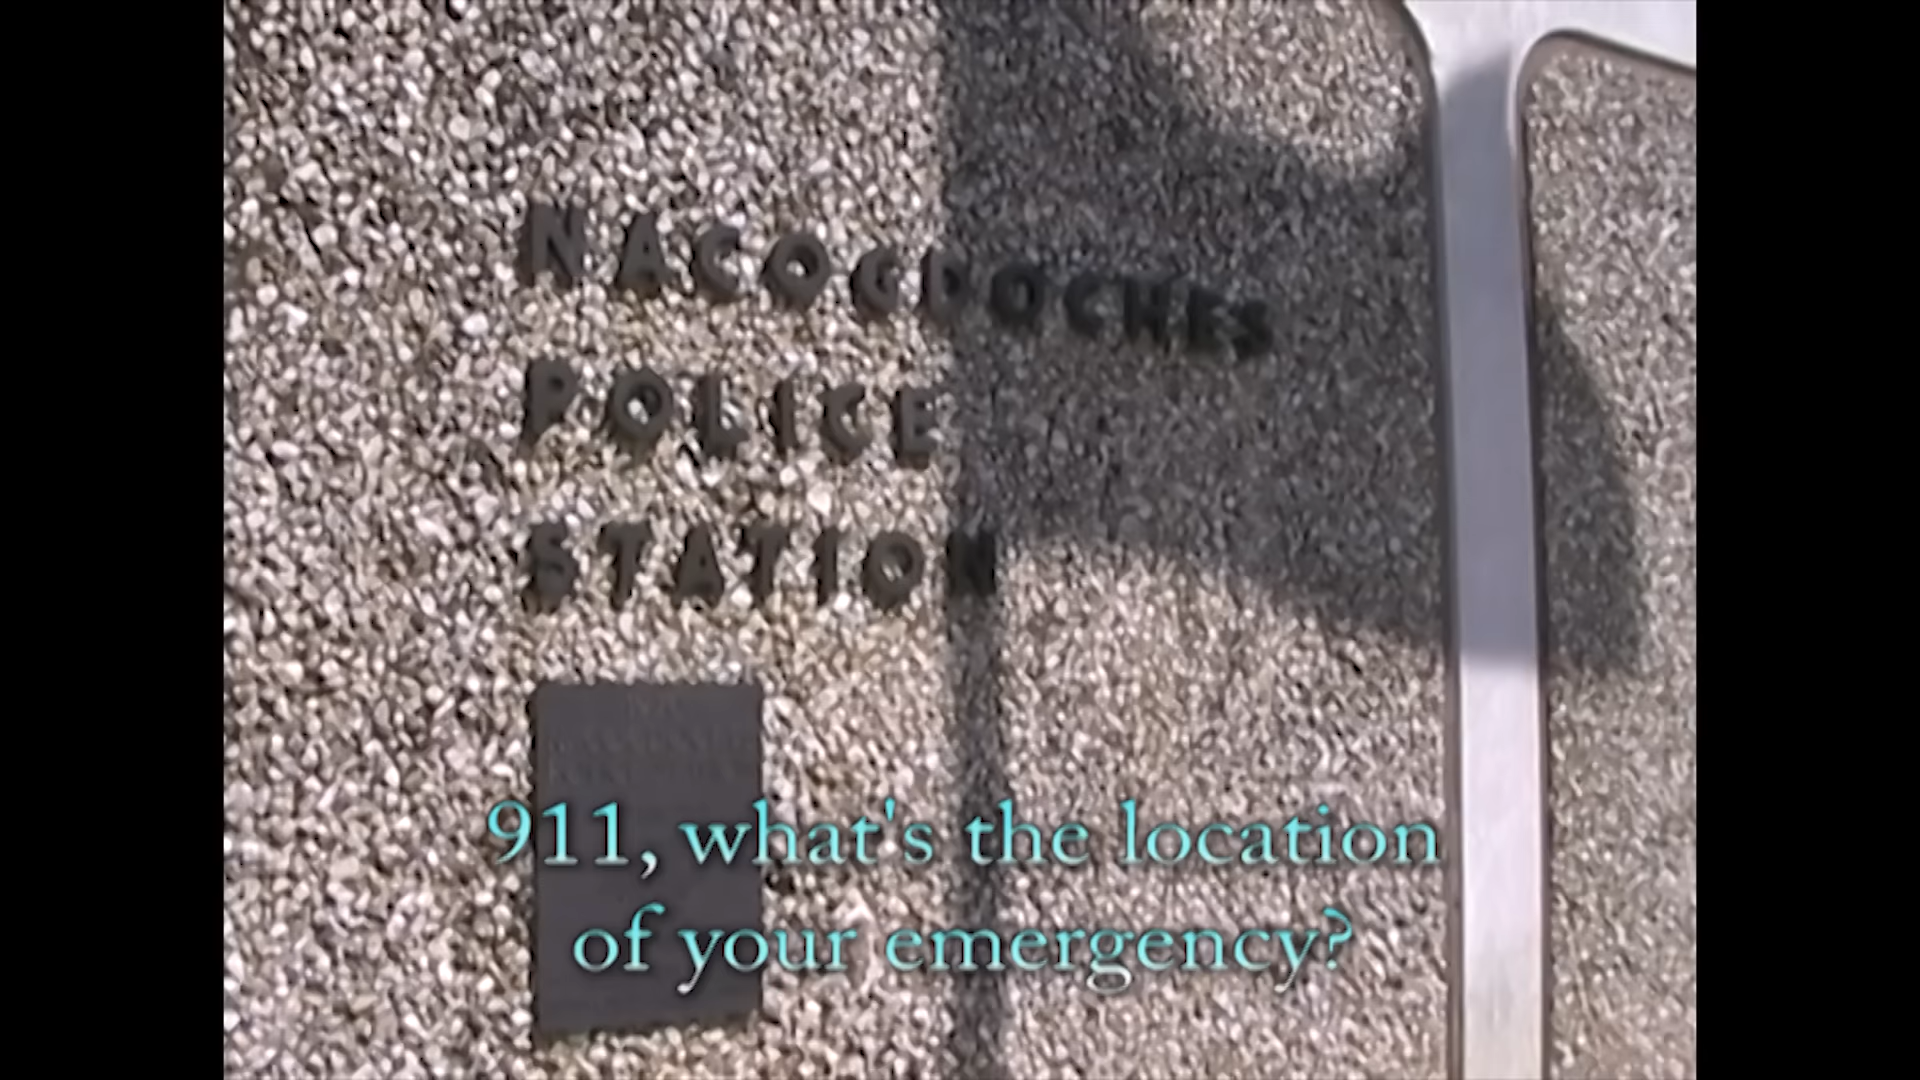 NACOGDOCHES
POLICE
STATION
911, what's the location
of your emergency?